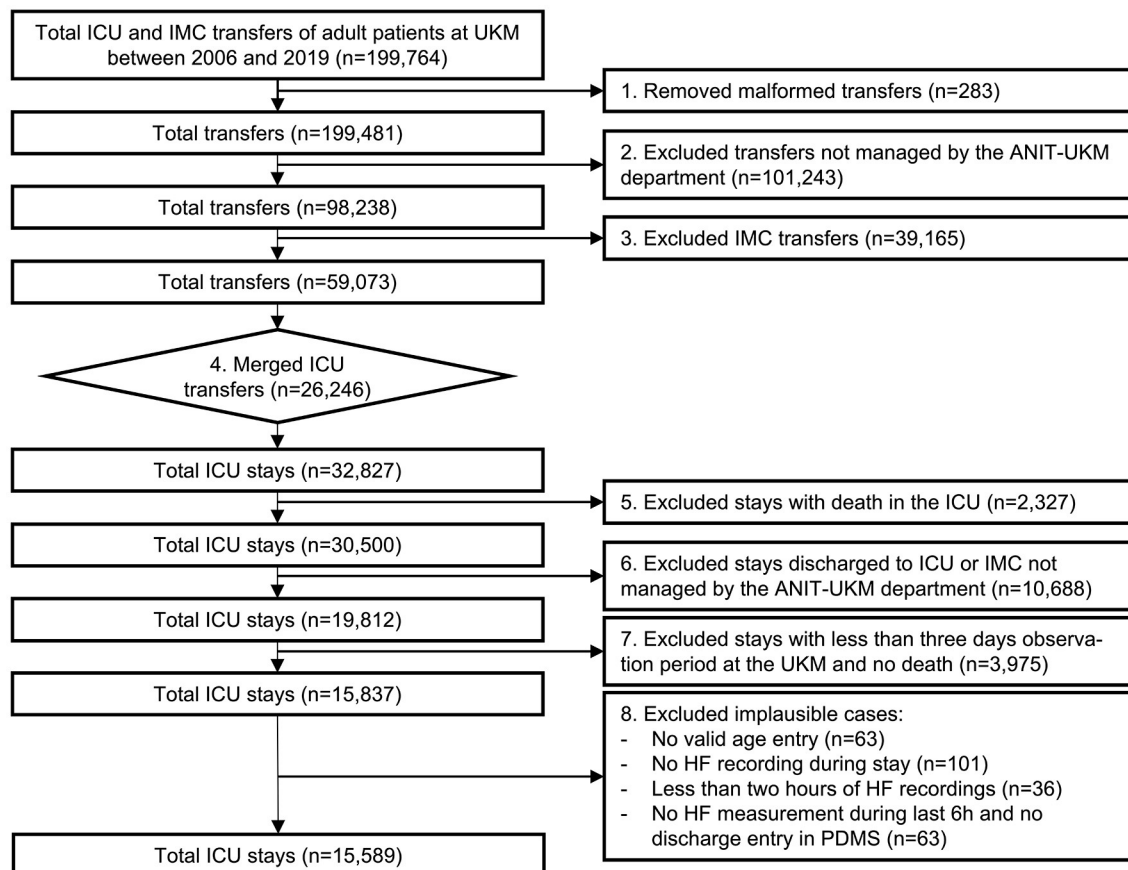 Total ICU and IMC transfers of adult patients at UKM
between 2006 and 2019 (n=199,764)
1. Removed malformed transfers (n=283)
Total transfers (n=199,481)
2. Excluded transfers not managed by the ANIT-UKM
department (n=101,243)
Total transfers (n=98,238)
3. Excluded IMC transfers (n=39,165)
Total transfers (n=59,073)
4. Merged ICU
transfers (n=26,246)
Total ICU stays (n=32,827)
5. Excluded stays with death in the ICU (n=2,327)
Total ICU stays (n=30,500)
6. Excluded stays discharged to ICU or IMC not
managed by the ANIT-UKM department (n=10,688)
Total ICU stays (n=19,812)
7. Excluded stays with less than three days observa-
tion period at the UKM and no death (n=3,975)
Total ICU stays (n=15,837)
8. Excluded implausible cases:
- No valid age entry (n=63)
- No HF recording during stay (n=101)
- Less than two hours of HF recordings (n=36)
- No HF measurement during last 6h and no
discharge entry in PDMS (n=63)
Total ICU stays (n=15,589)